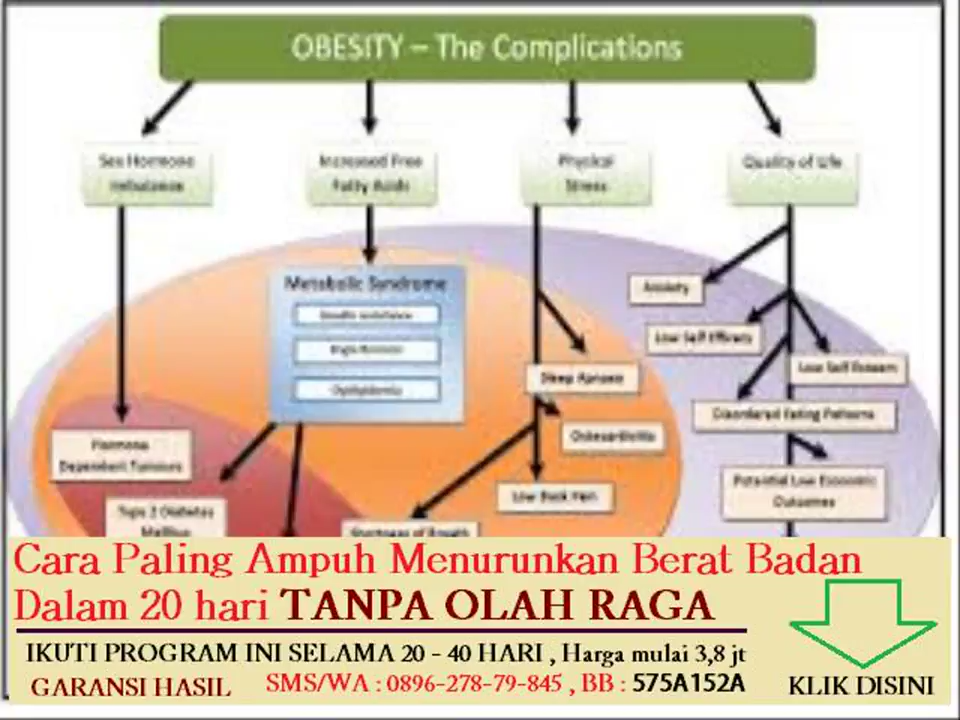 OBESITY – The Complications
Sex Hormone
Imbalance
Increased Free
Fatty Acids
Physical
Stress
Quality of Life
Metabolic Syndrome
Anxiety
Low Self Efficacy
Low Self Esteem
Sleep Apnoea
Dyslipidemia
Disordered Eating Patterns
Hormone
Dependent Tumours
Osteoarthritis
Low Back Pain
Potential Low Economic
Outcomes
Type 2 Diabetes
Mellitus
Shortness of Breath
Cara Paling Ampuh Menurunkan Berat Badan
Dalam 20 hari TANPA OLAH RAGA
IKUTI PROGRAM INI SELAMA 20 - 40 HARI , Harga mulai 3,8 jt
GARANSI HASIL SMS/WA : 0896-278-79-845 , BB : 575A152A
KLIK DISINI